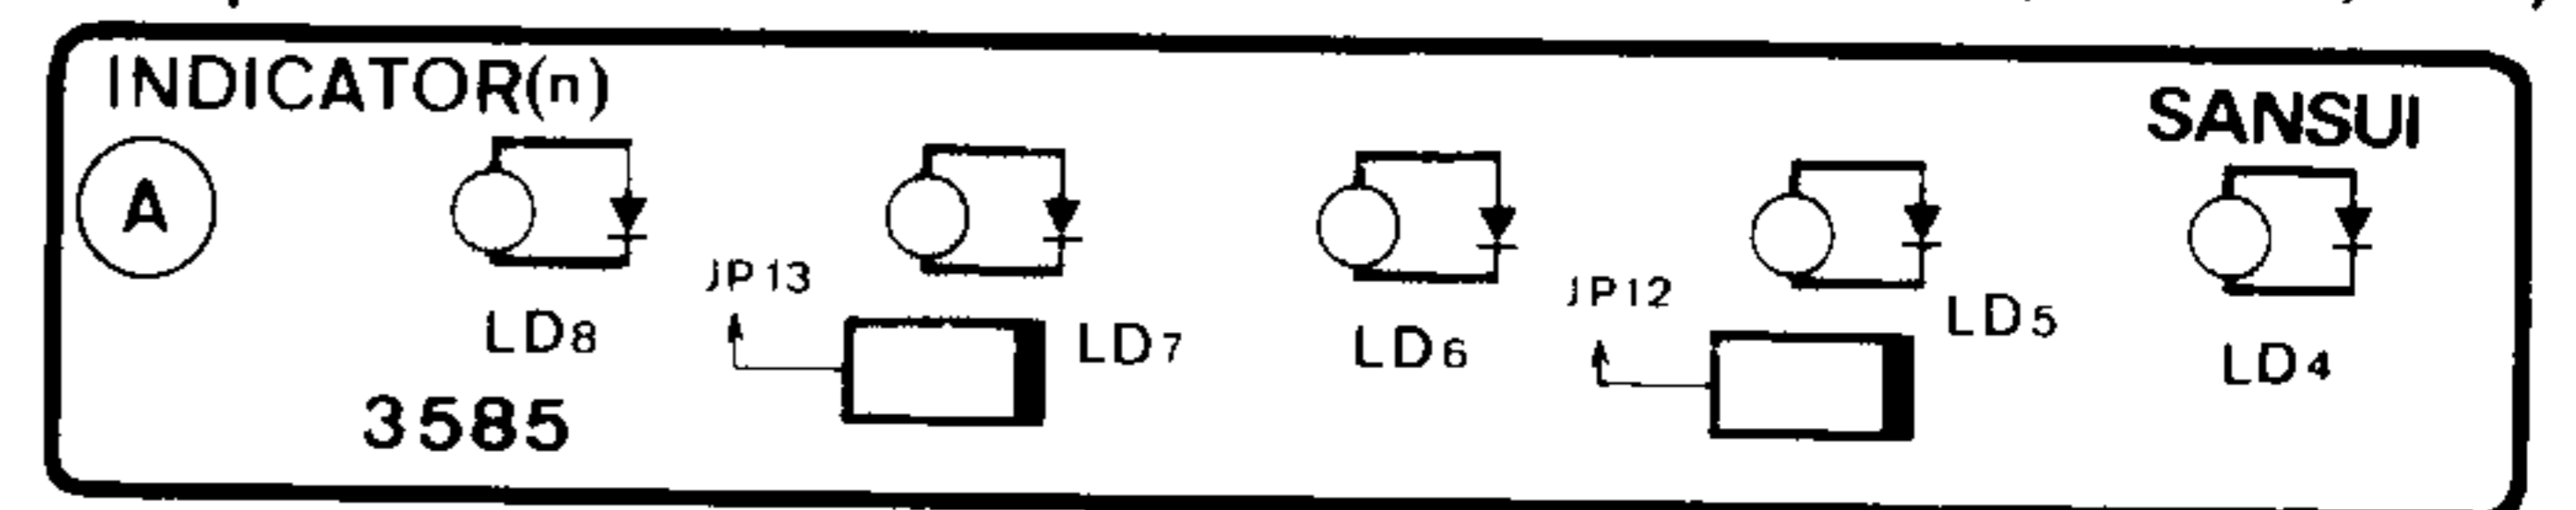 INDICATOR(n)
SANSUI
A
JP13
JP12
LD8
LD7
LD6
LD5
LD4
3585